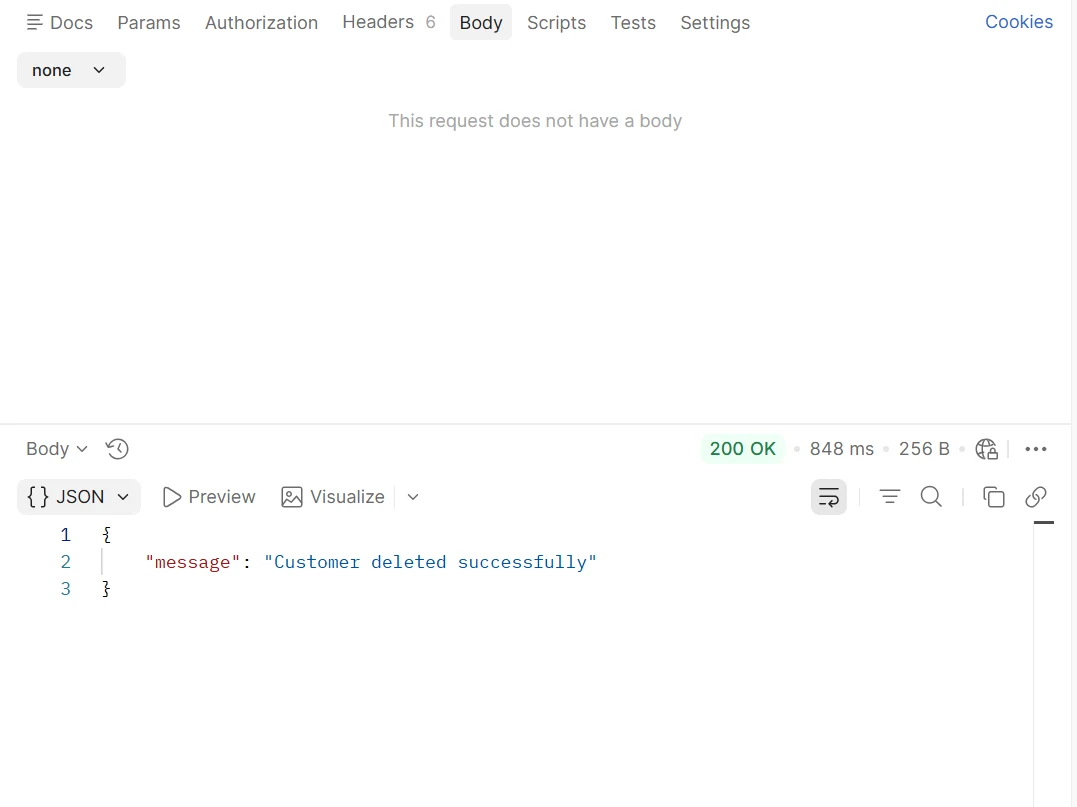 Docs Params Authorization Headers 6 Body Scripts Tests Settings Cookies
none
This request does not have a body
Body 200 OK • 848 ms • 256 B •
{} JSON Preview Visualize
1 {
2 "message": "Customer deleted successfully"
3 }